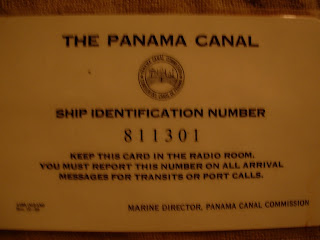 THE PANAMA CANAL
SHIP IDENTIFICATION NUMBER
811301
KEEP THIS CARD IN THE RADIO ROOM.
YOU MUST REPORT THIS NUMBER ON ALL ARRIVAL
MESSAGES FOR TRANSITS OR PORT CALLS.
MARINE DIRECTOR, PANAMA CANAL COMMISSION